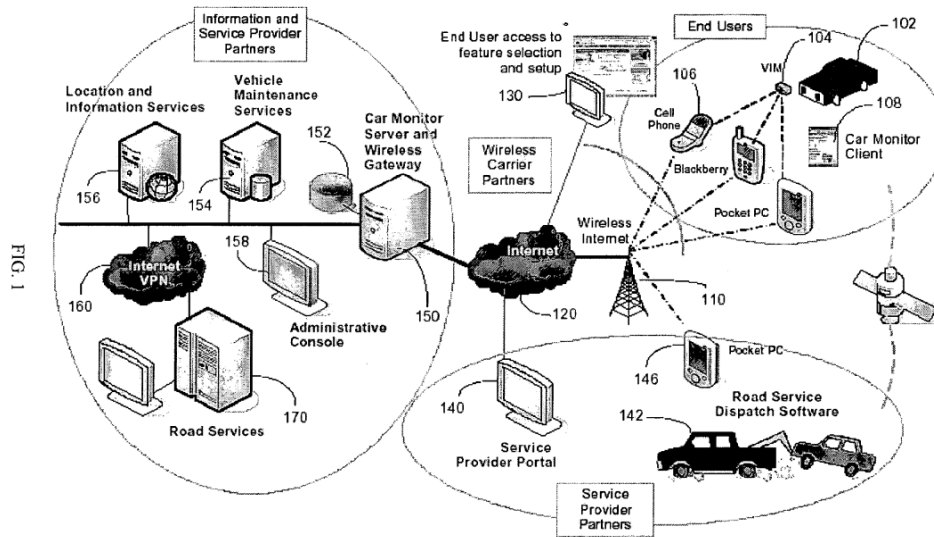 Information and
Service Provider
Partners
Location and
Information Services
156
Vehicle
Maintenance
Services
154
152
Car Monitor
Server and
Wireless
Gateway
150
158
Internet
VPN
160
Administrative
Console
Road Services
170
FIG. 1
End User access to
feature selection
and setup
130
Wireless
Carrier
Partners
Internet
120
Wireless
Internet
110
End Users
102
104
VIM
106
Cell
Phone
108
Car Monitor
Client
Blackberry
Pocket PC
140
Service
Provider Portal
146
Pocket PC
Road Service
Dispatch Software
142
Service
Provider
Partners